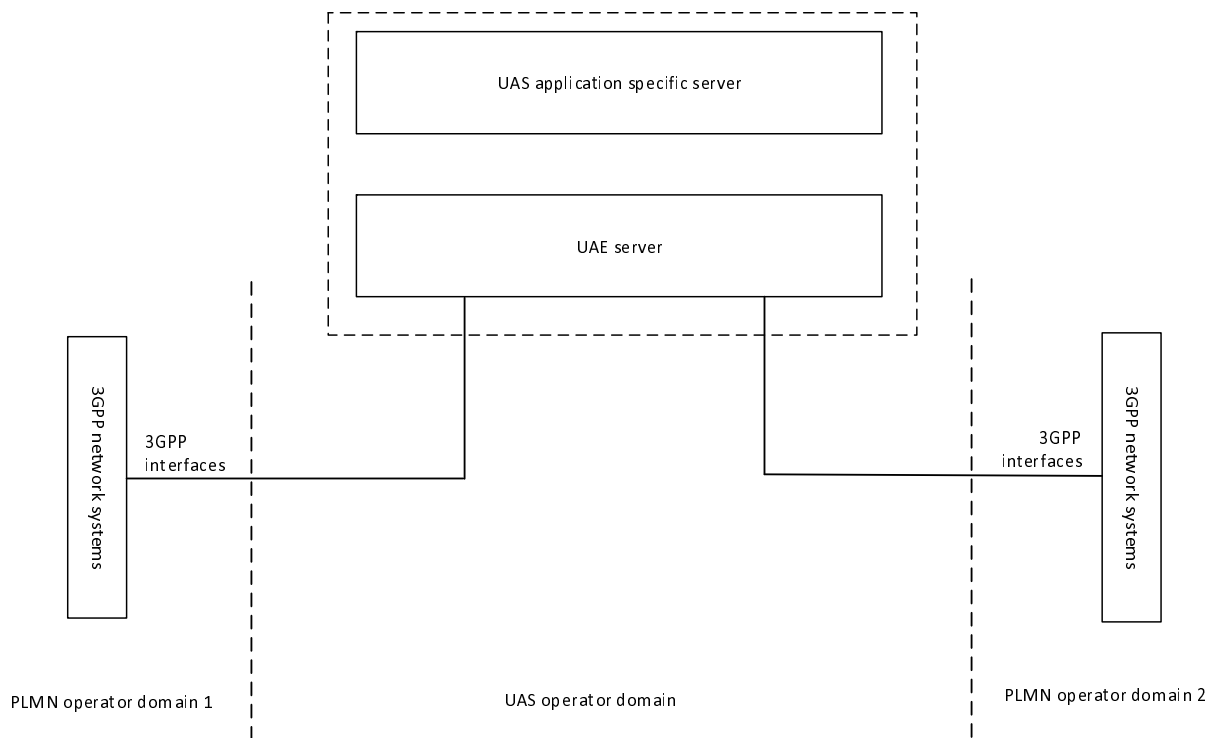 UAS application specific server
UAE server
3GPP network systems
3GPP
interfaces
3GPP
interfaces
3GPP network systems
PLMN operator domain 1
UAS operator domain
PLMN operator domain 2